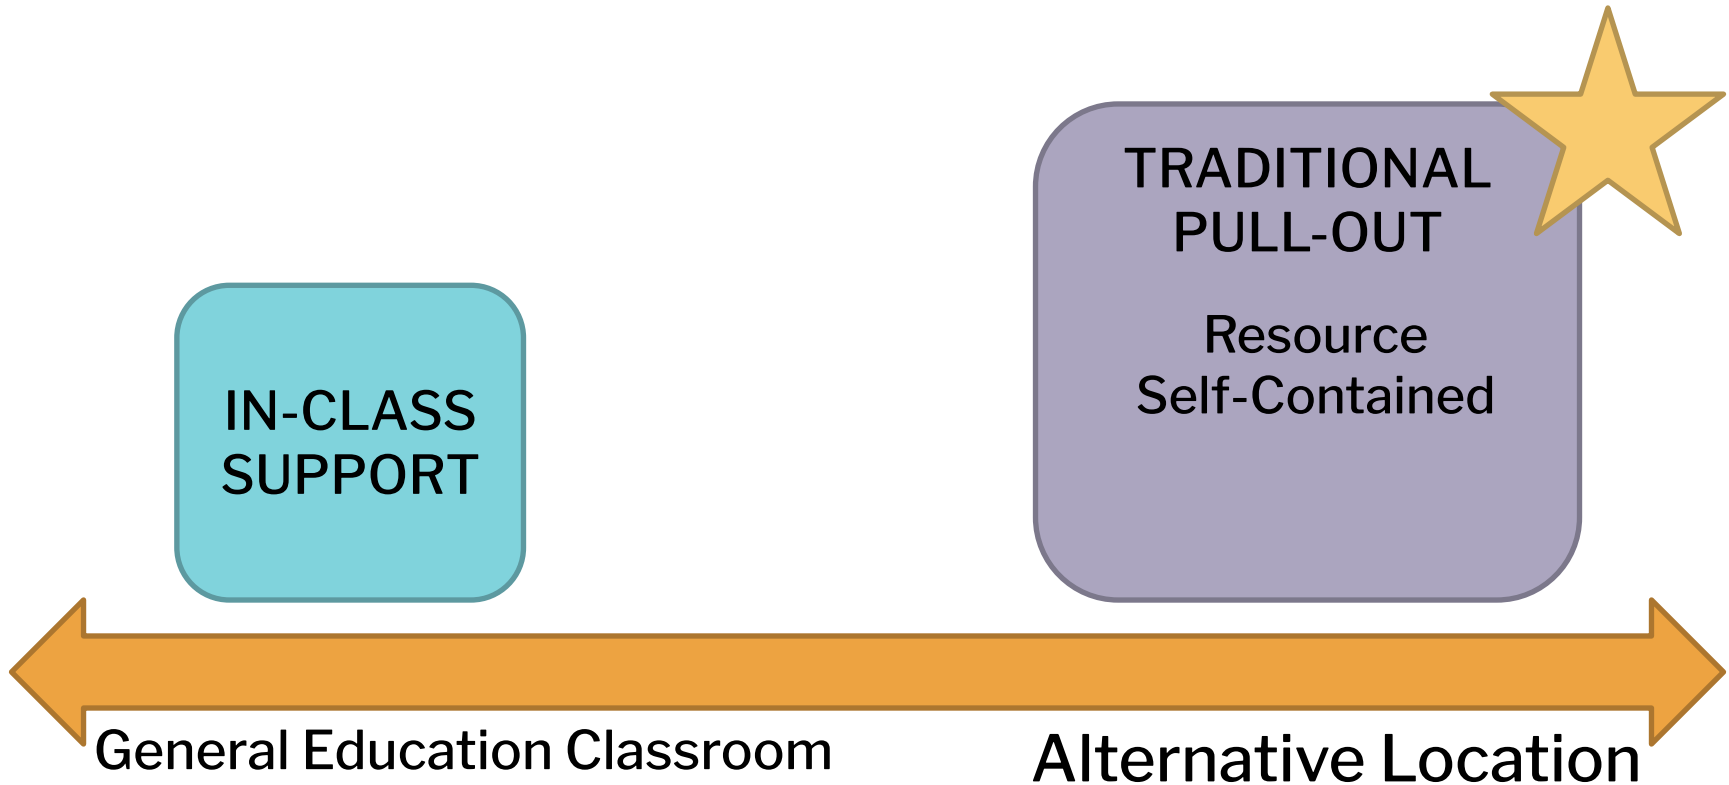 TRADITIONAL
PULL-OUT
Resource
Self-Contained
IN-CLASS
SUPPORT
General Education Classroom
Alternative Location